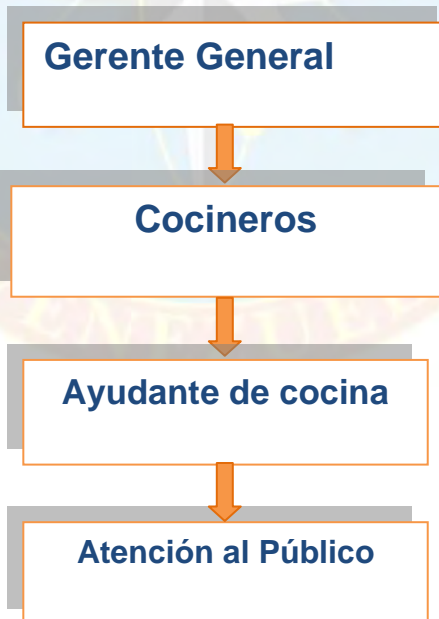 Gerente General
Cocineros
Ayudante de cocina
Atención al Público